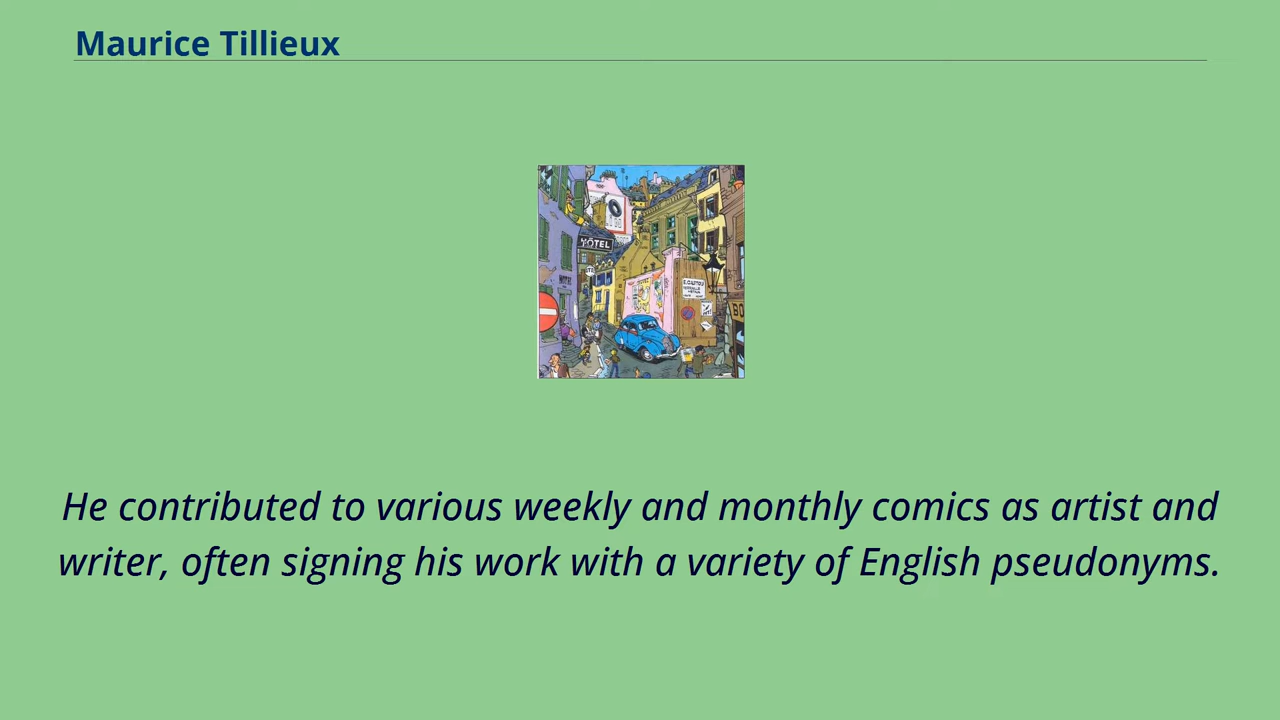 Maurice Tillieux
HÔTEL
He contributed to various weekly and monthly comics as artist and
writer, often signing his work with a variety of English pseudonyms.